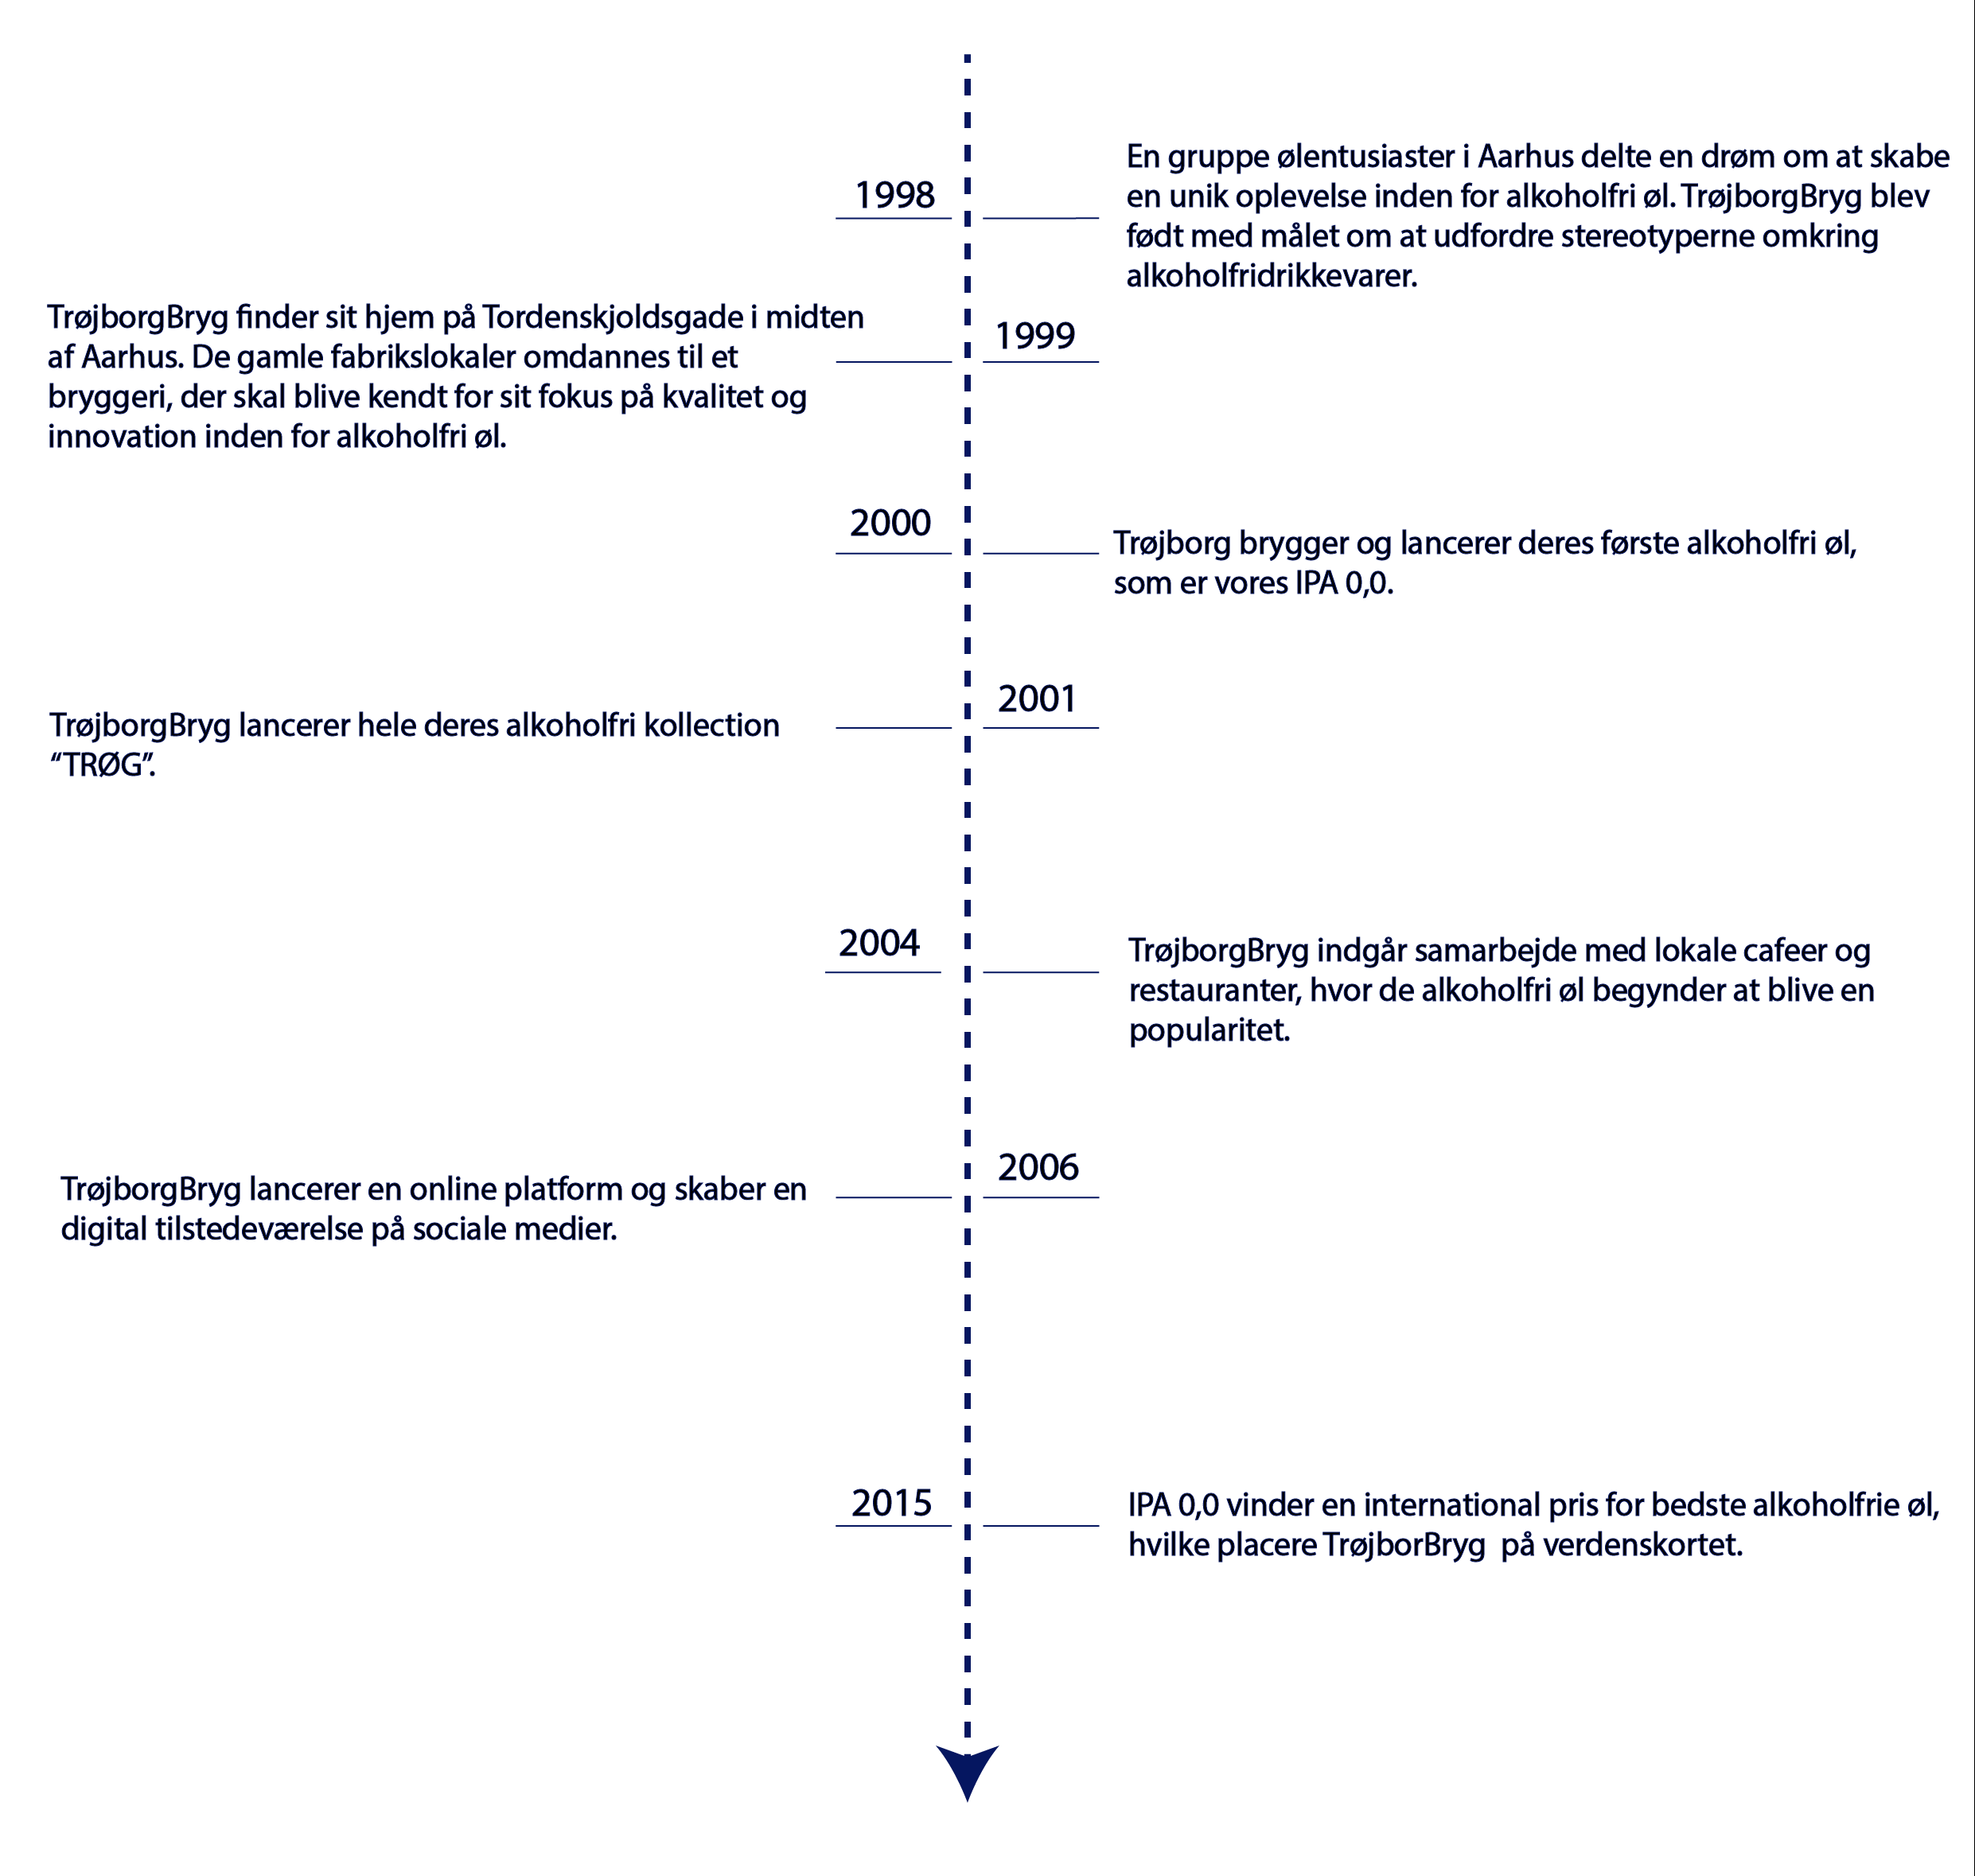 1998
En gruppe ølentusiaster i Aarhus delte en drøm om at skabe
en unik oplevelse inden for alkoholfri øl. TrøjborgBryg blev
født med målet om at udfordre stereotyperne omkring
alkoholfridrikkevarer.
1999
TrøjborgBryg finder sit hjem på Tordenskjoldsgade i midten
af Aarhus. De gamle fabrikslokaler omdannes til et
bryggeri, der skal blive kendt for sit fokus på kvalitet og
innovation inden for alkoholfri øl.
2000
Trøjborg brygger og lancerer deres første alkoholfri øl,
som er vores IPA 0,0.
2001
TrøjborgBryg lancerer hele deres alkoholfri kollection
“TRØG”.
2004
TrøjborgBryg indgår samarbejde med lokale cafeer og
restauranter, hvor de alkoholfri øl begynder at blive en
popularitet.
2006
TrøjborgBryg lancerer en online platform og skaber en
digital tilstedeværelse på sociale medier.
2015
IPA 0,0 vinder en international pris for bedste alkoholfrie øl,
hvilke placere TrøjborBryg  på verdenskortet.